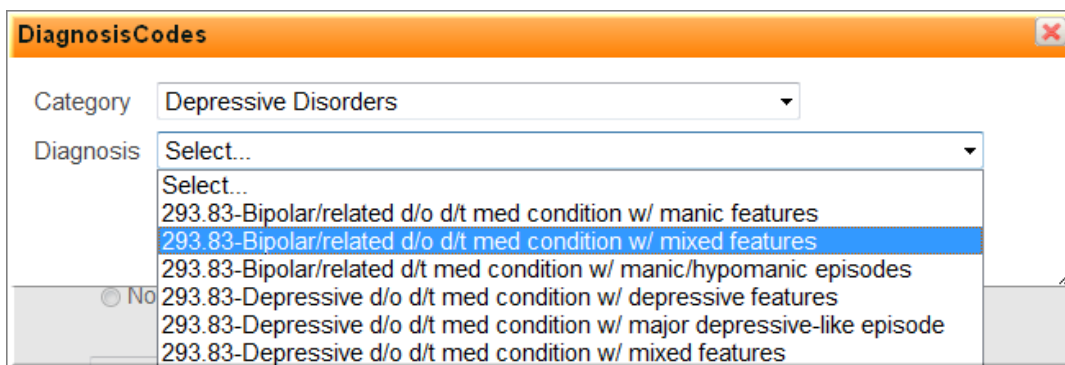 DiagnosisCodes
Category Depressive Disorders
Diagnosis Select...
Select...
293.83-Bipolar/related d/o d/t med condition w/ manic features
293.83-Bipolar/related d/o d/t med condition w/ mixed features
293.83-Bipolar/related d/t med condition w/ manic/hypomanic episodes
No 293.83-Depressive d/o d/t med condition w/ depressive features
293.83-Depressive d/o d/t med condition w/ major depressive-like episode
293.83-Depressive d/o d/t med condition w/ mixed features